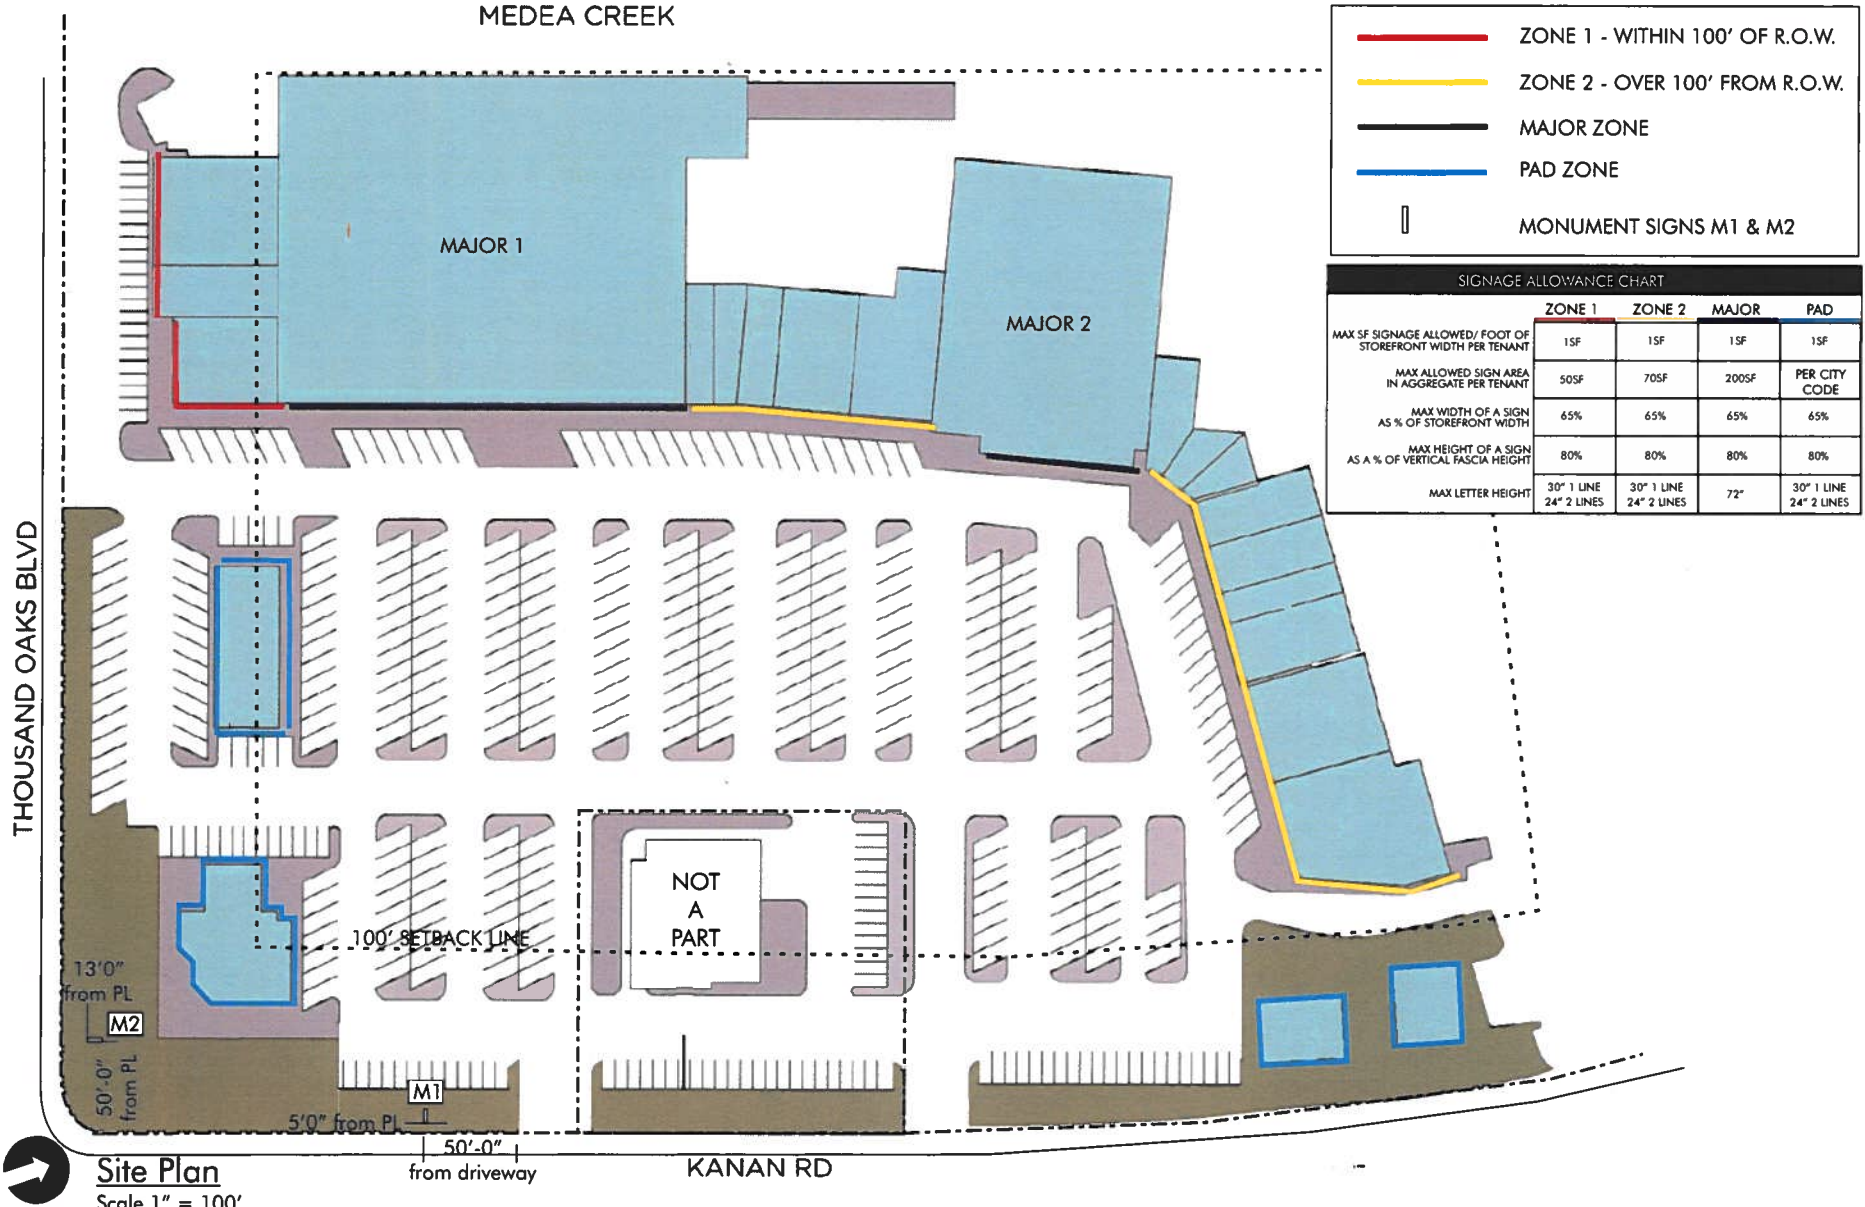 MEDEA CREEK
ZONE 1 - WITHIN 100' OF R.O.W.
ZONE 2 - OVER 100' FROM R.O.W.
MAJOR ZONE
PAD ZONE
MONUMENT SIGNS M1 & M2
SIGNAGE ALLOWANCE CHART
ZONE 1 ZONE 2 MAJOR PAD
MAX SF SIGNAGE ALLOWED/ FOOT OF
STOREFRONT WIDTH PER TENANT
1SF 1SF 1SF 1SF
MAX ALLOWED SIGN AREA
IN AGGREGATE PER TENANT
50SF 70SF 200SF PER CITY
CODE
MAX WIDTH OF A SIGN
AS % OF STOREFRONT WIDTH
65% 65% 65% 65%
MAX HEIGHT OF A SIGN
AS A % OF VERTICAL FASCIA HEIGHT
80% 80% 80% 80%
MAX LETTER HEIGHT
30" 1 LINE 30" 1 LINE 72" 30" 1 LINE
24" 2 LINES 24" 2 LINES 24" 2 LINES
MAJOR 1
MAJOR 2
THOUSAND OAKS BLVD
NOT
A
PART
100' SETBACK LINE
13'0"
from PL
M2
50'-0"
from PL
M1
5'0" from PL
50'-0"
from driveway
KANAN RD
Site Plan
Scale 1" = 100'